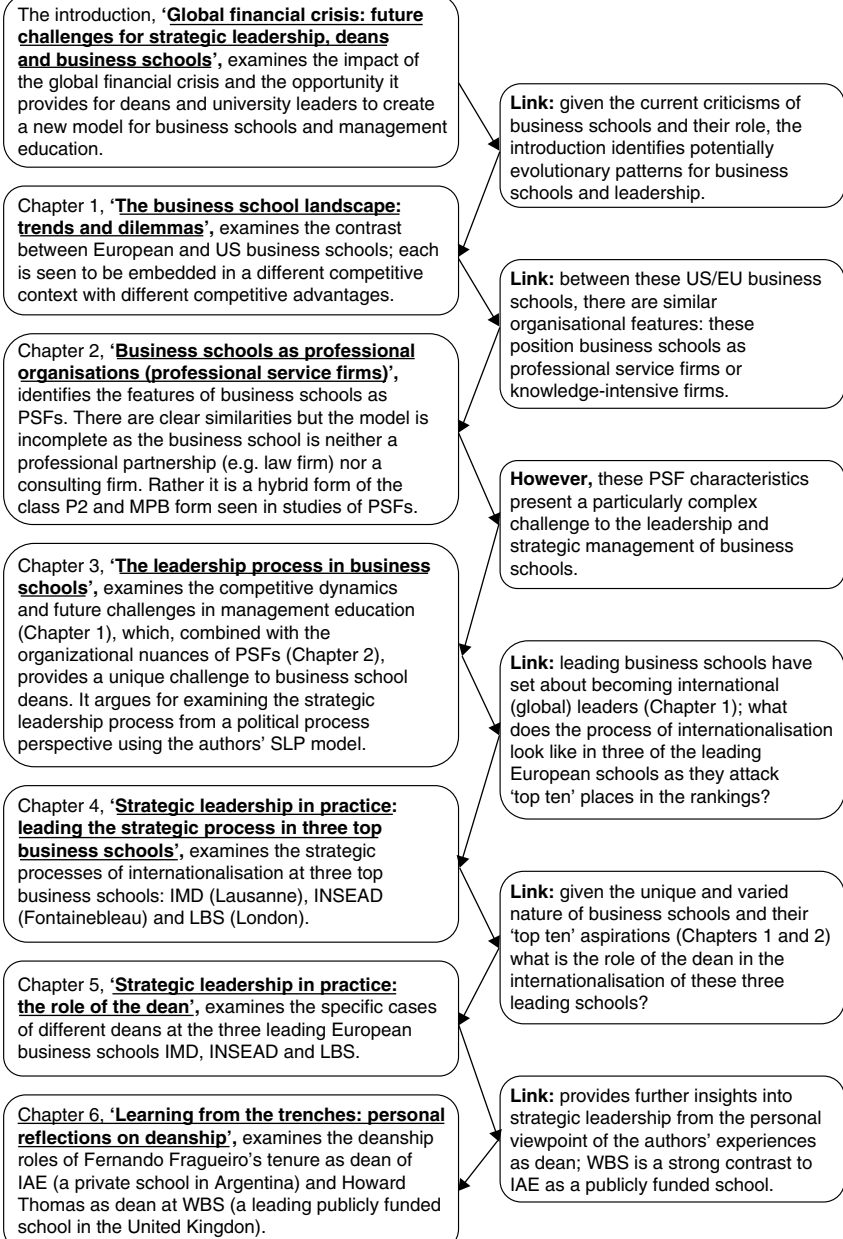 The introduction, 'Global financial crisis: future
challenges for strategic leadership, deans
and business schools', examines the impact of
the global financial crisis and the opportunity it
provides for deans and university leaders to create
a new model for business schools and management
education.
Link: given the current criticisms of
business schools and their role, the
introduction identifies potentially
evolutionary patterns for business
schools and leadership.
Chapter 1, 'The business school landscape:
trends and dilemmas', examines the contrast
between European and US business schools; each
is seen to be embedded in a different competitive
context with different competitive advantages.
Link: between these US/EU business
schools, there are similar
organisational features: these
position business schools as
professional service firms or
knowledge-intensive firms.
Chapter 2, 'Business schools as professional
organisations (professional service firms)',
identifies the features of business schools as
PSFs. There are clear similarities but the model is
incomplete as the business school is neither a
professional partnership (e.g. law firm) nor a
consulting firm. Rather it is a hybrid form of the
class P2 and MPB form seen in studies of PSFs.
However, these PSF characteristics
present a particularly complex
challenge to the leadership and
strategic management of business
schools.
Chapter 3, 'The leadership process in business
schools', examines the competitive dynamics
and future challenges in management education
(Chapter 1), which, combined with the
organizational nuances of PSFs (Chapter 2),
provides a unique challenge to business school
deans. It argues for examining the strategic
leadership process from a political process
perspective using the authors' SLP model.
Link: leading business schools have
set about becoming international
(global) leaders (Chapter 1); what
does the process of internationalisation
look like in three of the leading
European schools as they attack
'top ten' places in the rankings?
Chapter 4, 'Strategic leadership in practice:
leading the strategic process in three top
business schools', examines the strategic
processes of internationalisation at three top
business schools: IMD (Lausanne), INSEAD
(Fontainebleau) and LBS (London).
Link: given the unique and varied
nature of business schools and their
'top ten' aspirations (Chapters 1 and 2)
what is the role of the dean in the
internationalisation of these three
leading schools?
Chapter 5, 'Strategic leadership in practice:
the role of the dean', examines the specific cases
of different deans at the three leading European
business schools IMD, INSEAD and LBS.
Link: provides further insights into
strategic leadership from the personal
viewpoint of the authors' experiences
as dean; WBS is a strong contrast to
IAE as a publicly funded school.
Chapter 6, 'Learning from the trenches: personal
reflections on deanship', examines the deanship
roles of Fernando Fragueiro's tenure as dean of
IAE (a private school in Argentina) and Howard
Thomas as dean at WBS (a leading publicly funded
school in the United Kingdon).